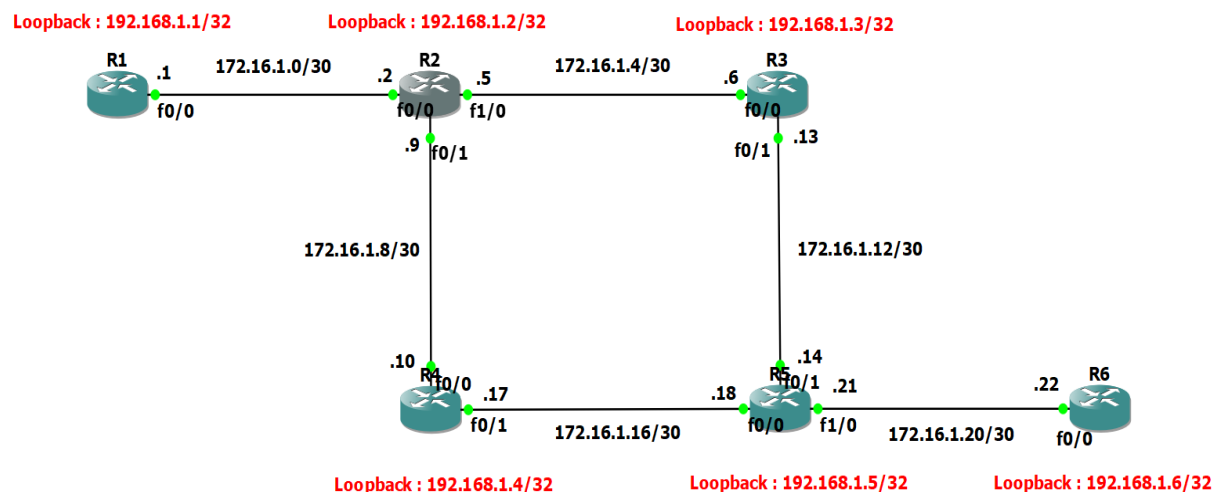 Loopback : 192.168.1.1/32
Loopback : 192.168.1.2/32
Loopback : 192.168.1.3/32
R1
R2
R3
.1
172.16.1.0/30
.2
.5
172.16.1.4/30
.6
f0/0
f0/0
f1/0
f0/0
.9
f0/1
f0/1
.13
172.16.1.8/30
172.16.1.12/30
.10
.14
R4
f0/0
R5
f0/1
R6
.17
.18
.21
.22
f0/1
172.16.1.16/30
f0/0
f1/0
172.16.1.20/30
f0/0
Loopback : 192.168.1.4/32
Loopback : 192.168.1.5/32
Loopback : 192.168.1.6/32